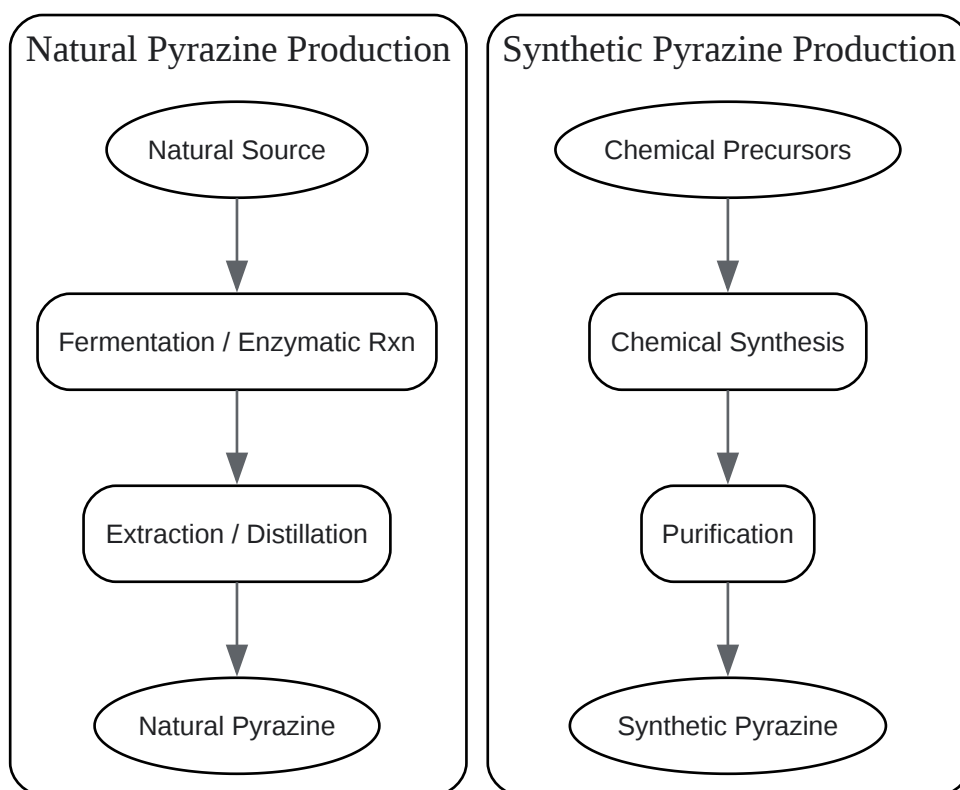 Natural Pyrazine Production
Natural Source
Fermentation / Enzymatic Rxn
Extraction / Distillation
Natural Pyrazine
Synthetic Pyrazine Production
Chemical Precursors
Chemical Synthesis
Purification
Synthetic Pyrazine